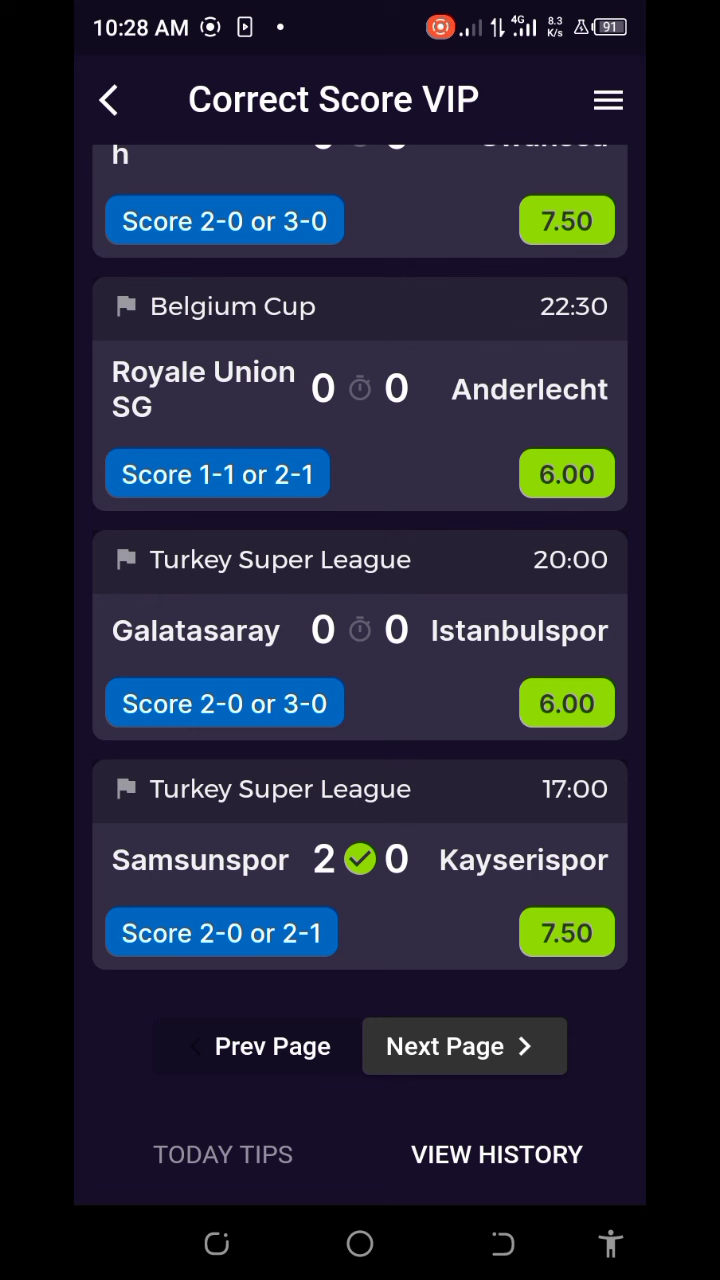 10:28 AM
4G
8.3
K/s
91
Correct Score VIP
h
Score 2-0 or 3-0
7.50
Belgium Cup
22:30
Royale Union
SG
0 0
Anderlecht
Score 1-1 or 2-1
6.00
Turkey Super League
20:00
Galatasaray
0 0
Istanbulspor
Score 2-0 or 3-0
6.00
Turkey Super League
17:00
Samsunspor
2 0
Kayserispor
Score 2-0 or 2-1
7.50
Prev Page
Next Page
TODAY TIPS
VIEW HISTORY